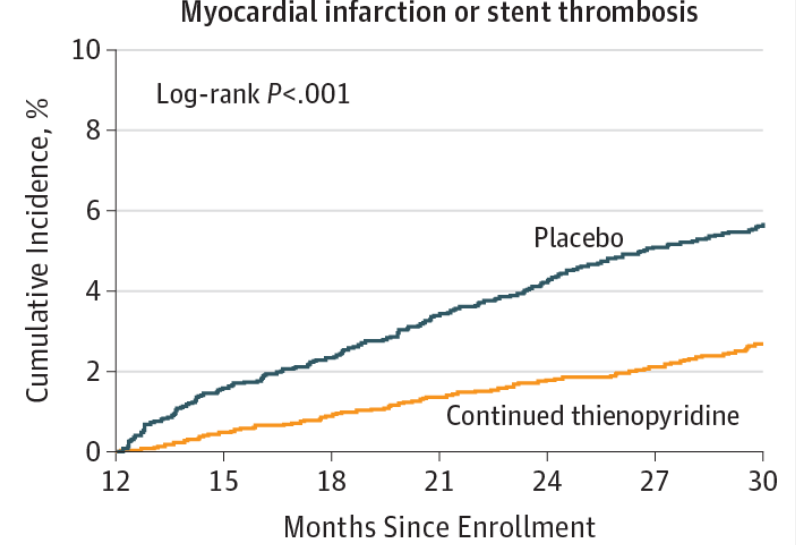 Myocardial infarction or stent thrombosis
10
Log-rank P<.001
8
6
Placebo
4
2
Continued thienopyridine
0
Cumulative Incidence, %
12 15 18 21 24 27 30
Months Since Enrollment